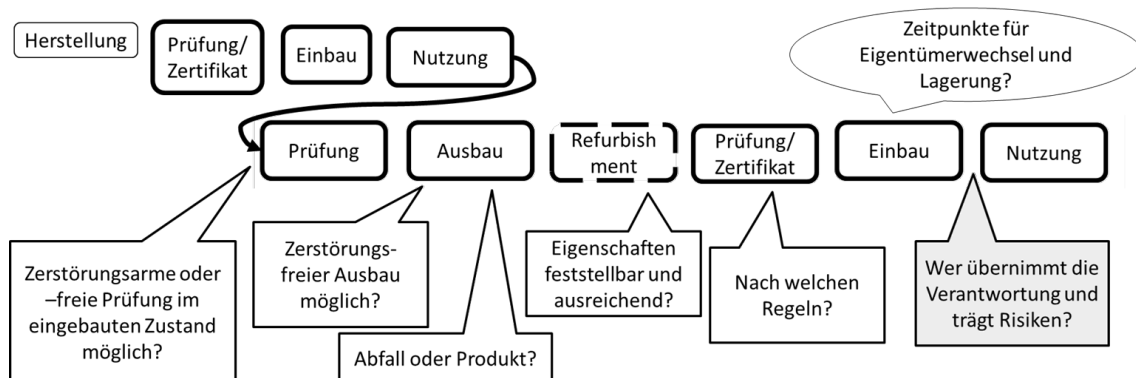 Herstellung
Prüfung/
Zertifikat
Einbau
Nutzung
Zeitpunkte für
Eigentümerwechsel und
Lagerung?
Prüfung
Ausbau
Refurbish
ment
Prüfung/
Zertifikat
Einbau
Nutzung
Zerstörungsarme oder
–freie Prüfung im
eingebauten Zustand
möglich?
Zerstörungs-
freier Ausbau
möglich?
Abfall oder Produkt?
Eigenschaften
feststellbar und
ausreichend?
Nach welchen
Regeln?
Wer übernimmt die
Verantwortung und
trägt Risiken?